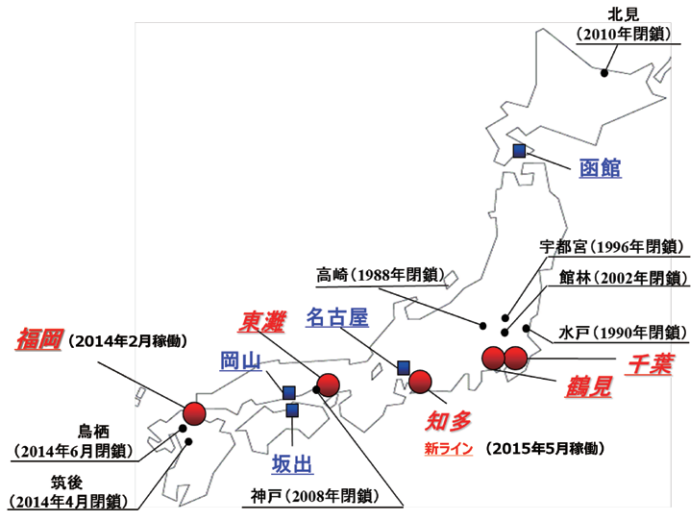 北見
（2010年閉鎖）
函館
宇都宮（1996年閉鎖）
高崎（1988年閉鎖）
館林（2002年閉鎖）
東灘
名古屋
水戸（1990年閉鎖）
福岡（2014年2月稼働）
岡山
千葉
鶴見
知多
鳥栖
（2014年6月閉鎖）
新ライン （2015年5月稼働）
坂出
筑後
（2014年4月閉鎖）
神戸（2008年閉鎖）